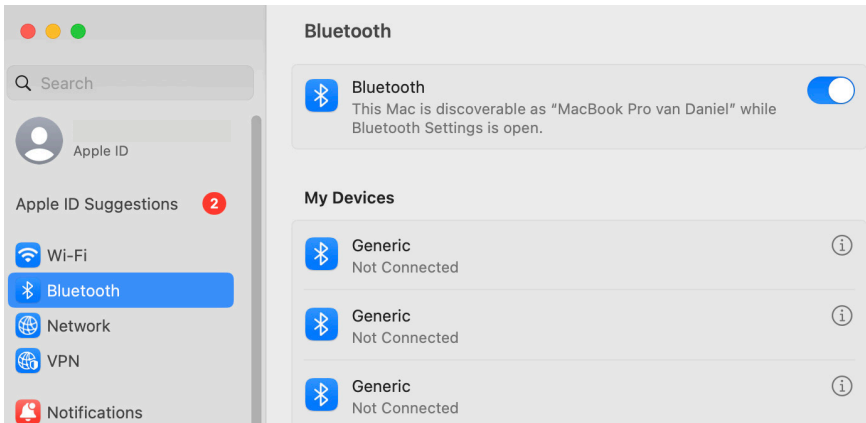 Bluetooth
Search
Apple ID
Apple ID Suggestions 2
Wi-Fi
Bluetooth
Network
VPN
Notifications
Bluetooth
This Mac is discoverable as “MacBook Pro van Daniel” while
Bluetooth Settings is open.
My Devices
Generic
Not Connected
Generic
Not Connected
Generic
Not Connected